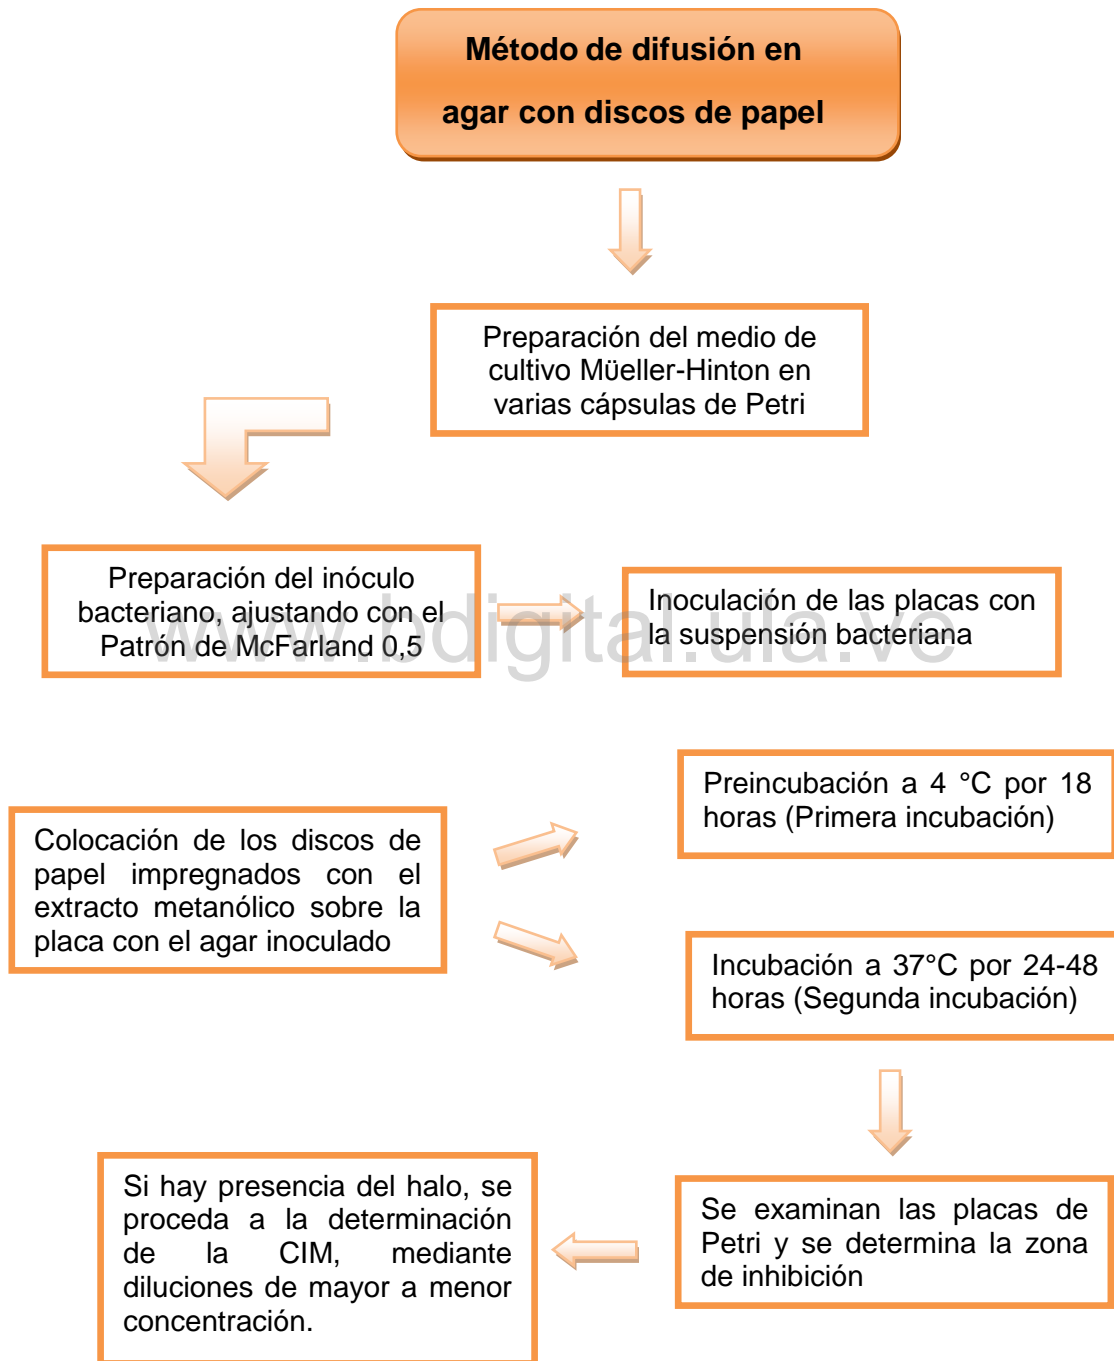 Método de difusión en
agar con discos de papel
Preparación del medio de
cultivo Müeller-Hinton en
varias cápsulas de Petri
Preparación del inóculo
bacteriano, ajustando con el
Patrón de McFarland 0,5
Inoculación de las placas con
la suspensión bacteriana
www.bdigital.ula.ve
Colocación de los discos de
papel impregnados con el
extracto metanólico sobre la
placa con el agar inoculado
Preincubación a 4 °C por 18
horas (Primera incubación)
Incubación a 37°C por 24-48
horas (Segunda incubación)
Se examinan las placas de
Petri y se determina la zona
de inhibición
Si hay presencia del halo, se
proceda a la determinación
de la CIM, mediante
diluciones de mayor a menor
concentración.